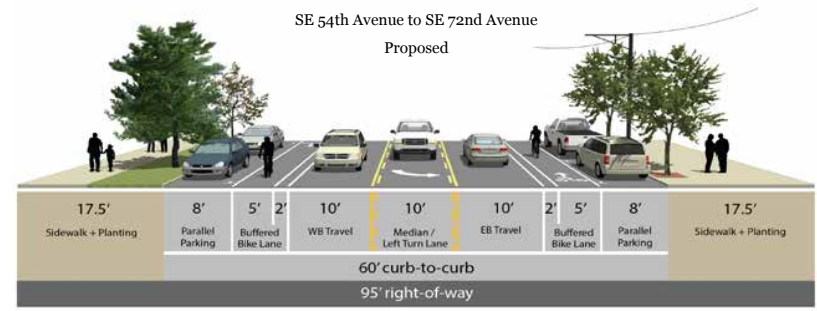 SE 54th Avenue to SE 72nd Avenue
Proposed
17.5’
Sidewalk + Planting
8’
Parallel
Parking
5’ 2’
Buffered
Bike Lane
10’
WB Travel
10’
Median /
Left Turn Lane
10’
EB Travel
2’ 5’
Buffered
Bike Lane
8’
Parallel
Parking
17.5’
Sidewalk + Planting
60’ curb-to-curb
95’ right-of-way